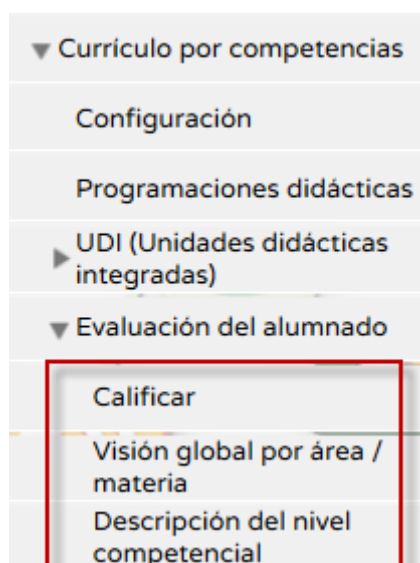 Currículo por competencias
Configuración
Programaciones didácticas
UDI (Unidades didácticas
integradas)
Evaluación del alumnado
Calificar
Visión global por área /
materia
Descripción del nivel
competencial